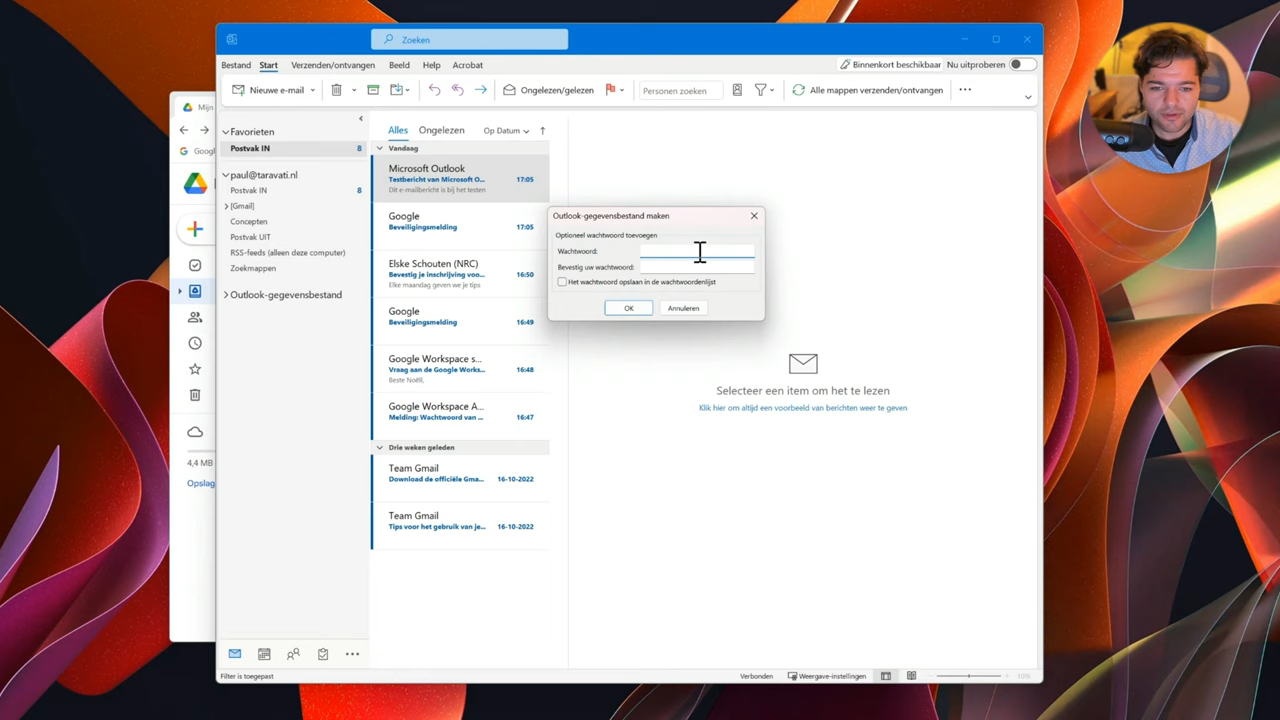 Zoeken
Bestand Start Verzenden/ontvangen Beeld Help Acrobat
Binnenkort beschikbaar Nu uitproberen
Nieuwe e-mail
Ongelezen/gelezen
Personen zoeken
Alle mappen verzenden/ontvangen
Mijn
Googl
4,4 MB
Opslag
Favorieten
Postvak IN 8
paul@taravati.nl
Postvak IN 8
[Gmail]
Concepten
Postvak UIT
RSS-feeds (alleen deze computer)
Zoekmappen
Outlook-gegevensbestand
Alles Ongelezen Op Datum
Vandaag
Microsoft Outlook
Testbericht van Microsoft O... 17:05
Dit e-mailbericht is bij het testen
Google
Beveiligingsmelding 17:05
Elske Schouten (NRC)
Bevestig je inschrijving voo... 16:50
Elke maandag geven we je tips
Google
Beveiligingsmelding 16:49
Google Workspace s...
Vraag aan de Google Works... 16:48
Beste Noëll,
Google Workspace A...
Melding: Wachtwoord van ... 16:47
Drie weken geleden
Team Gmail
Download de officiële Gma... 16-10-2022
Team Gmail
Tips voor het gebruik van je... 16-10-2022
Outlook-gegevensbestand maken
Optioneel wachtwoord toevoegen
Wachtwoord:
Bevestig uw wachtwoord:
Het wachtwoord opslaan in de wachtwoordenlijst
OK Annuleren
Selecteer een item om het te lezen
Klik hier om altijd een voorbeeld van berichten weer te geven
Filter is toegepast
Verbonden
Weergave-instellingen
10%